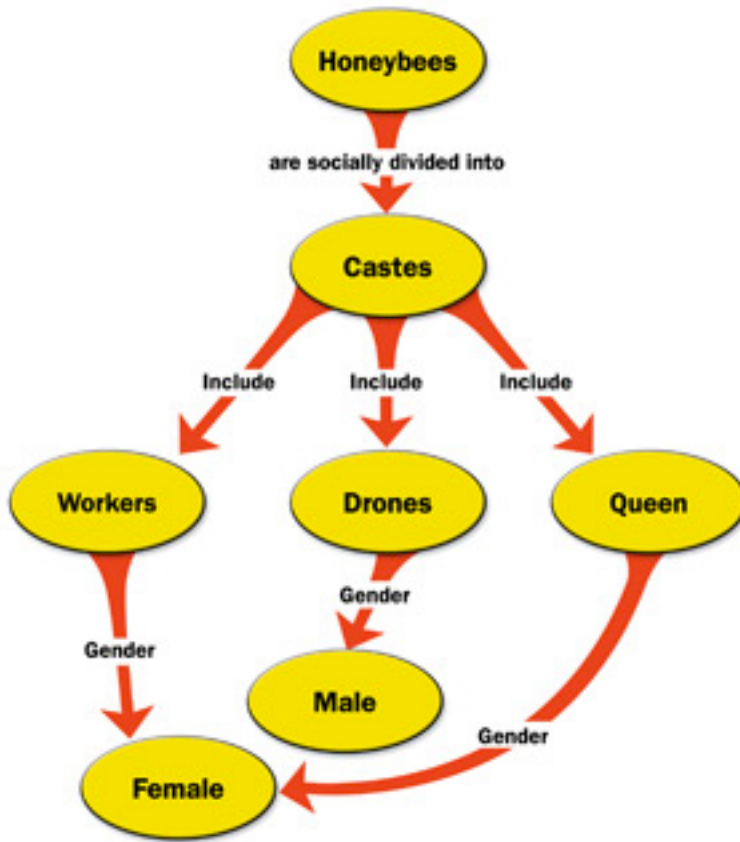 Honeybees
are socially divided into
Castes
Include
Include
Include
Workers
Drones
Queen
Gender
Gender
Male
Gender
Female